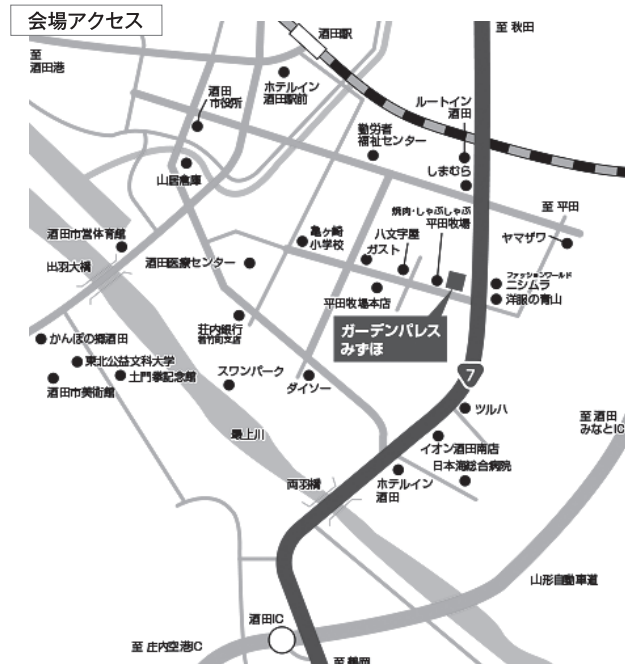 会場アクセス
至
酒田港
酒田駅
至 秋田
酒田
市役所
ホテルイン
酒田駅前
ルートイン
酒田
勤労者
福祉センター
しまむら
山居倉庫
至 平田
焼肉・しゃぶしゃぶ
平田牧場
ヤマザワ
亀ヶ崎
小学校
八文字屋
ガスト
酒田市営体育館
出羽大橋
酒田医療センター
平田牧場本店
ファッションワールド
ニシムラ
洋服の青山
ガーデンパレス
みずほ
荘内銀行
若竹町支店
かんぽの郷酒田
東北公益文科大学
土門拳記念館
酒田市美術館
スワンパーク
ダイソー
7
ツルハ
至 酒田
みなとIC
最上川
イオン酒田南店
日本海総合病院
両羽橋
ホテルイン
酒田
山形自動車道
酒田IC
至 庄内空港IC
至 鶴岡